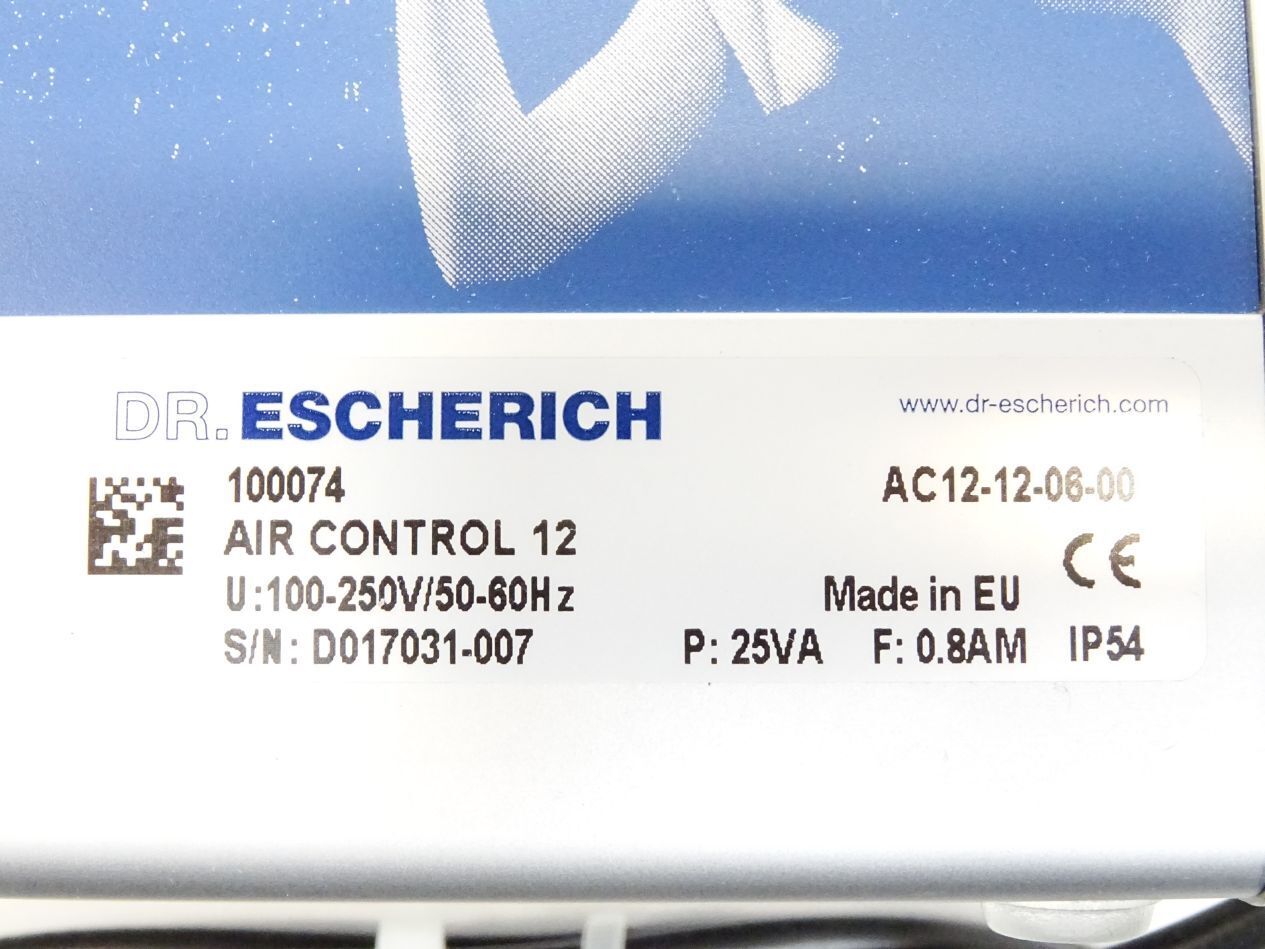 DR. ESCHERICH www.dr-escherich.com
100074 AC12-12-06-00
AIR CONTROL 12
CE
U:100-250V/50-60Hz Made in EU
S/N: D017031-007 P: 25VA F: 0.8AM IP54